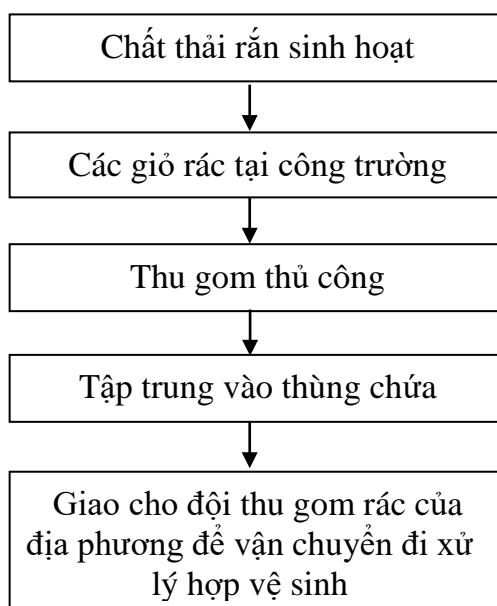 Chất thải rắn sinh hoạt
Các giỏ rác tại công trường
Thu gom thủ công
Tập trung vào thùng chứa
Giao cho đội thu gom rác của
địa phương để vận chuyển đi xử
lý hợp vệ sinh